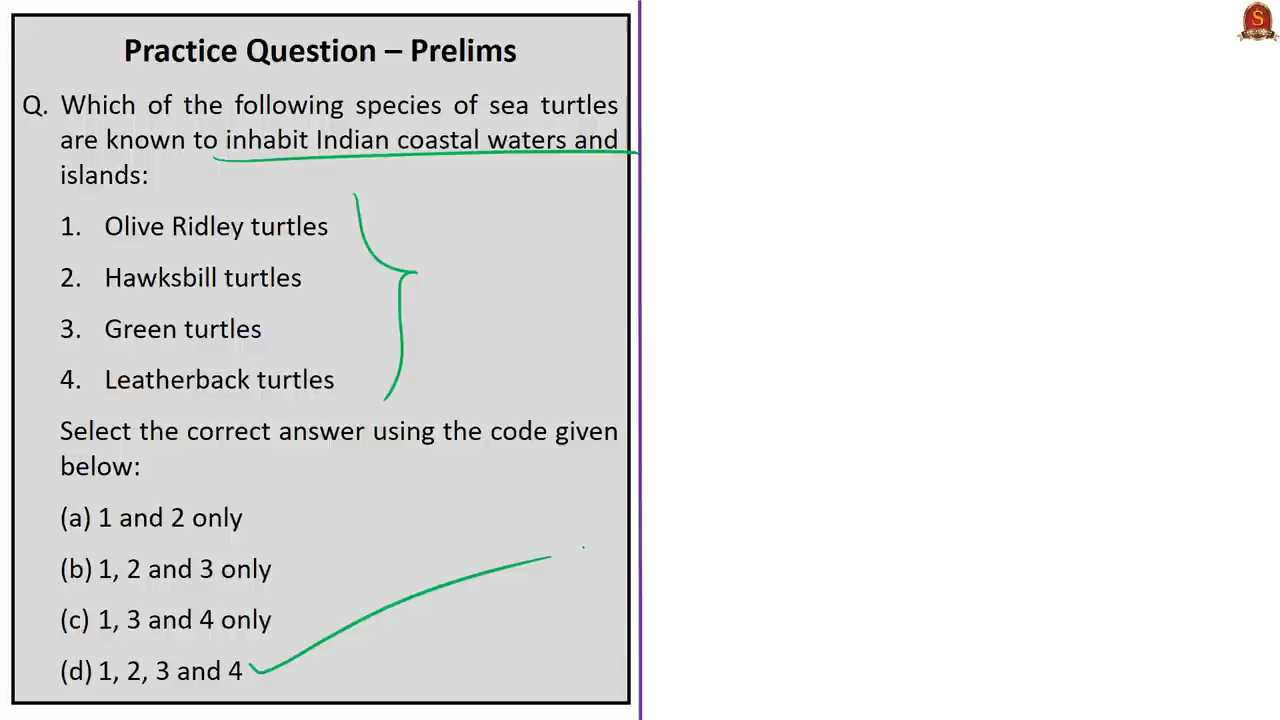 Practice Question – Prelims
Q. Which of the following species of sea turtles
are known to inhabit Indian coastal waters and
islands:
1. Olive Ridley turtles
2. Hawksbill turtles
3. Green turtles
4. Leatherback turtles
Select the correct answer using the code given
below:
(a) 1 and 2 only
(b) 1, 2 and 3 only
(c) 1, 3 and 4 only
(d) 1, 2, 3 and 4
S